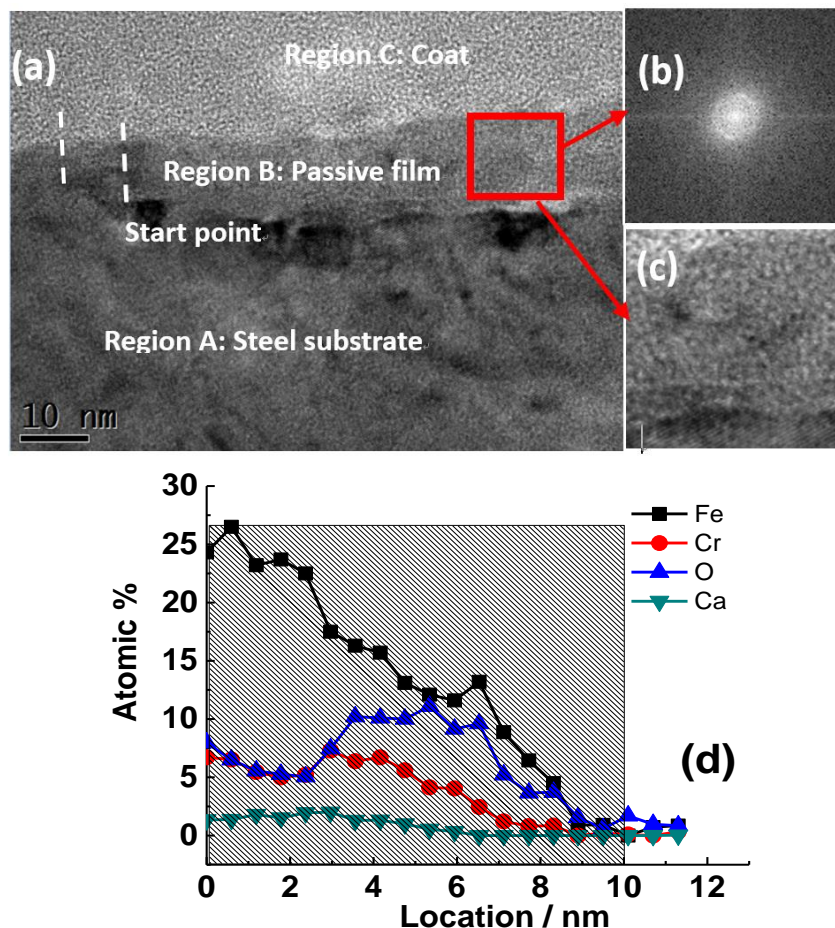 (a)
Region C: Coat
(b)
Region B: Passive film
Start point
(c)
Region A: Steel substrate
10 nm
30
25
20
15
10
5
0
Atomic %
Fe
Cr
O
Ca
(d)
0 2 4 6 8 10 12
Location / nm